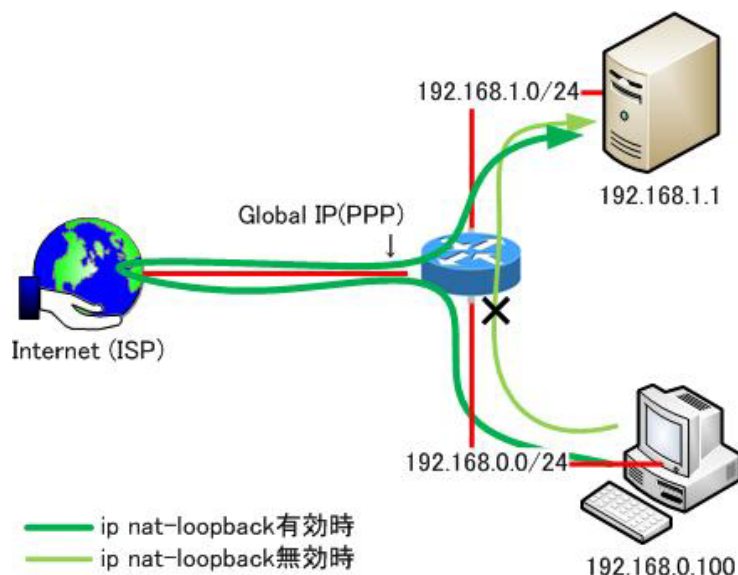 192.168.1.0/24
192.168.1.1
Global IP(PPP)
↓
Internet (ISP)
192.168.0.0/24
ip nat-loopback有効時
ip nat-loopback無効時
192.168.0.100